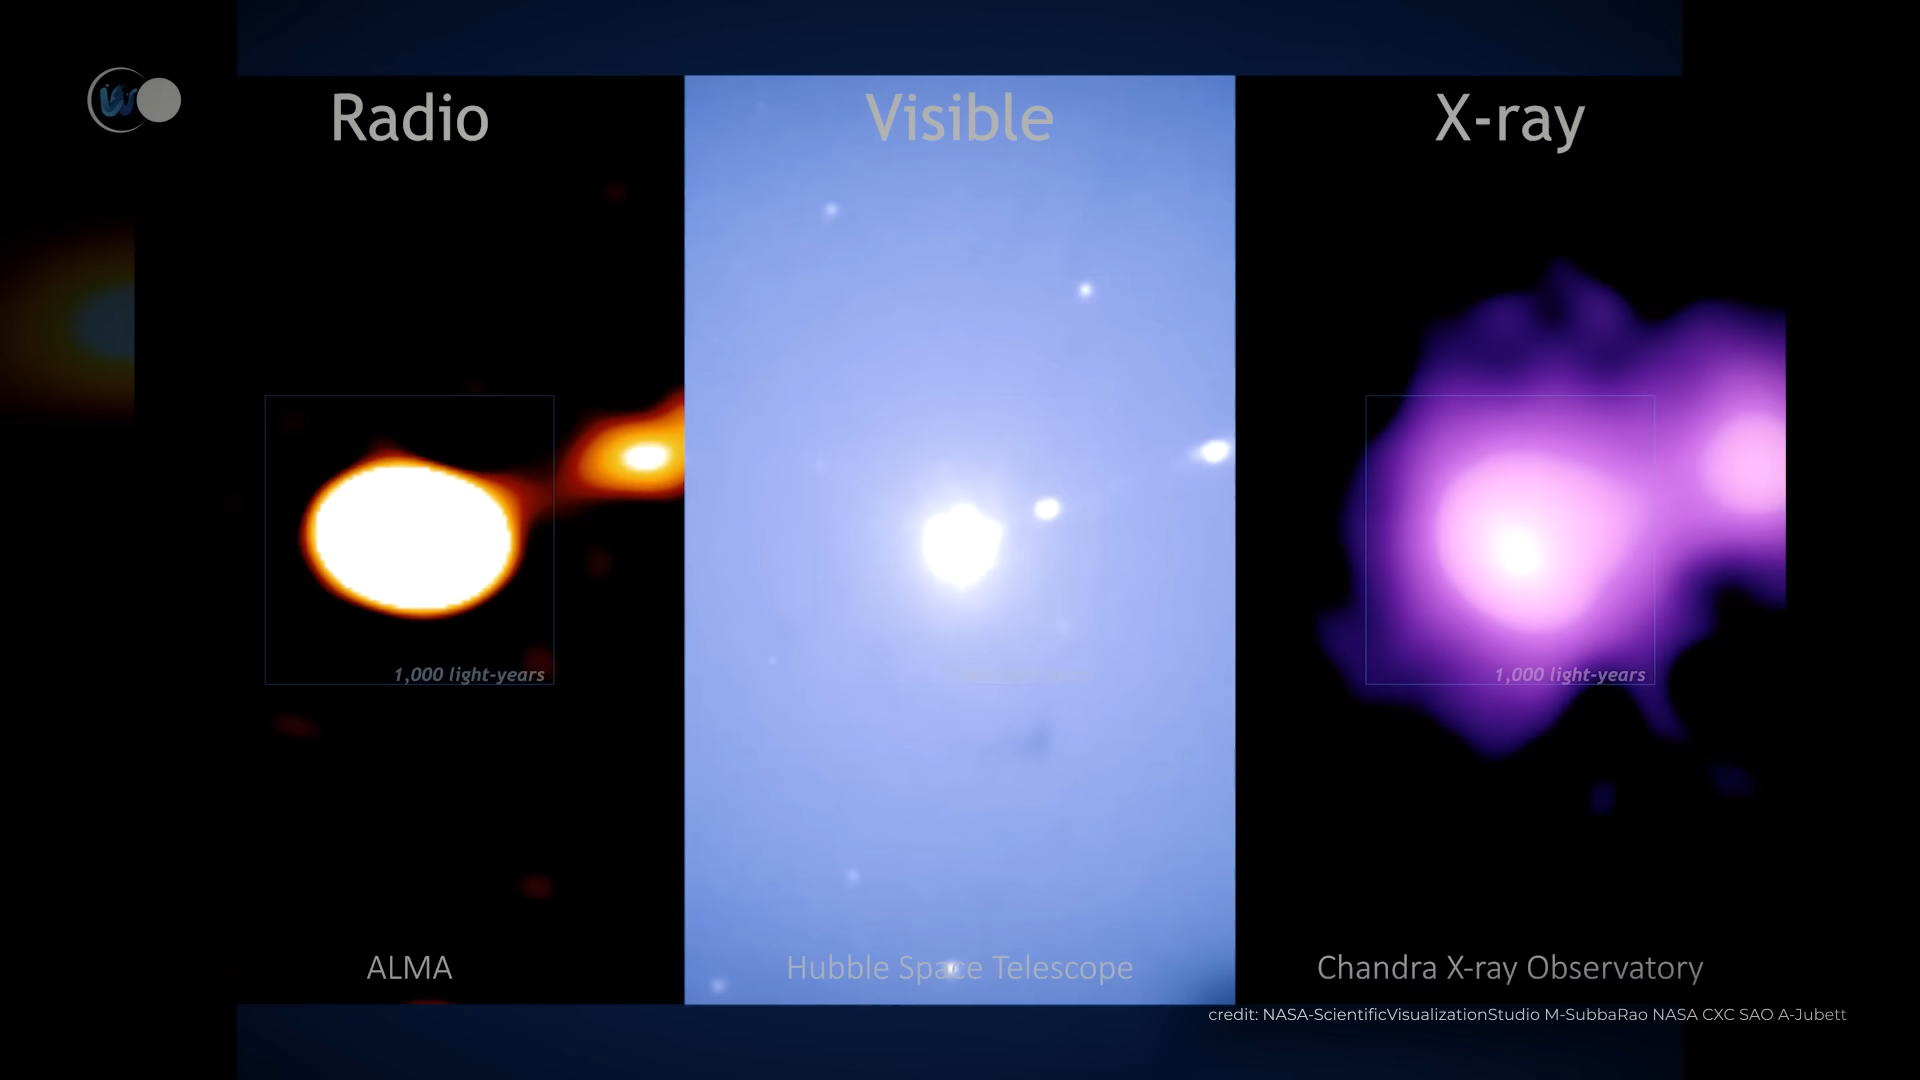 Radio
Visible
X-ray
1,000 light-years
1,000 light-years
ALMA
Hubble Space Telescope
Chandra X-ray Observatory
credit: NASA-ScientificVisualizationStudio M-SubbaRao NASA CXC SAO A-Jubett